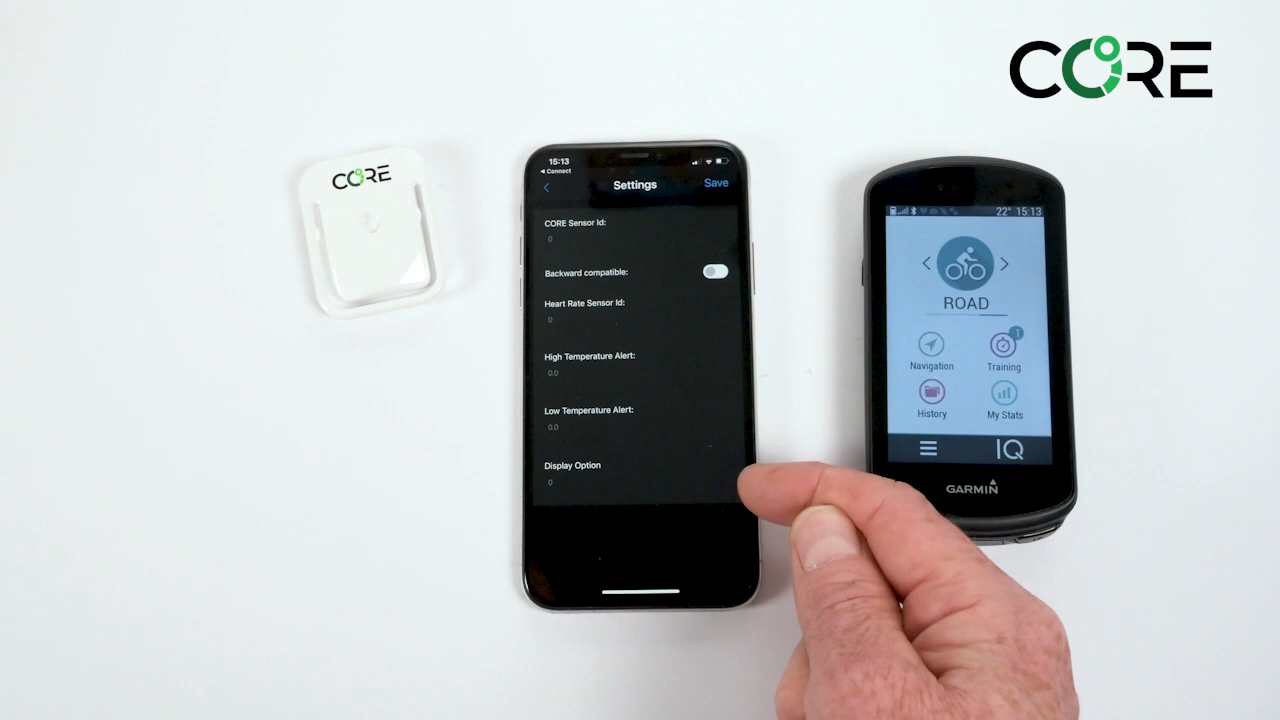 CORE
CORE
15:13
Connect
Settings
Save
CORE Sensor Id:
0
Backward compatible:
Heart Rate Sensor Id:
0
High Temperature Alert:
0.0
Low Temperature Alert:
0.0
Display Option
0
22° 15:13
ROAD
1
Navigation
Training
History
My Stats
IQ
GARMIN